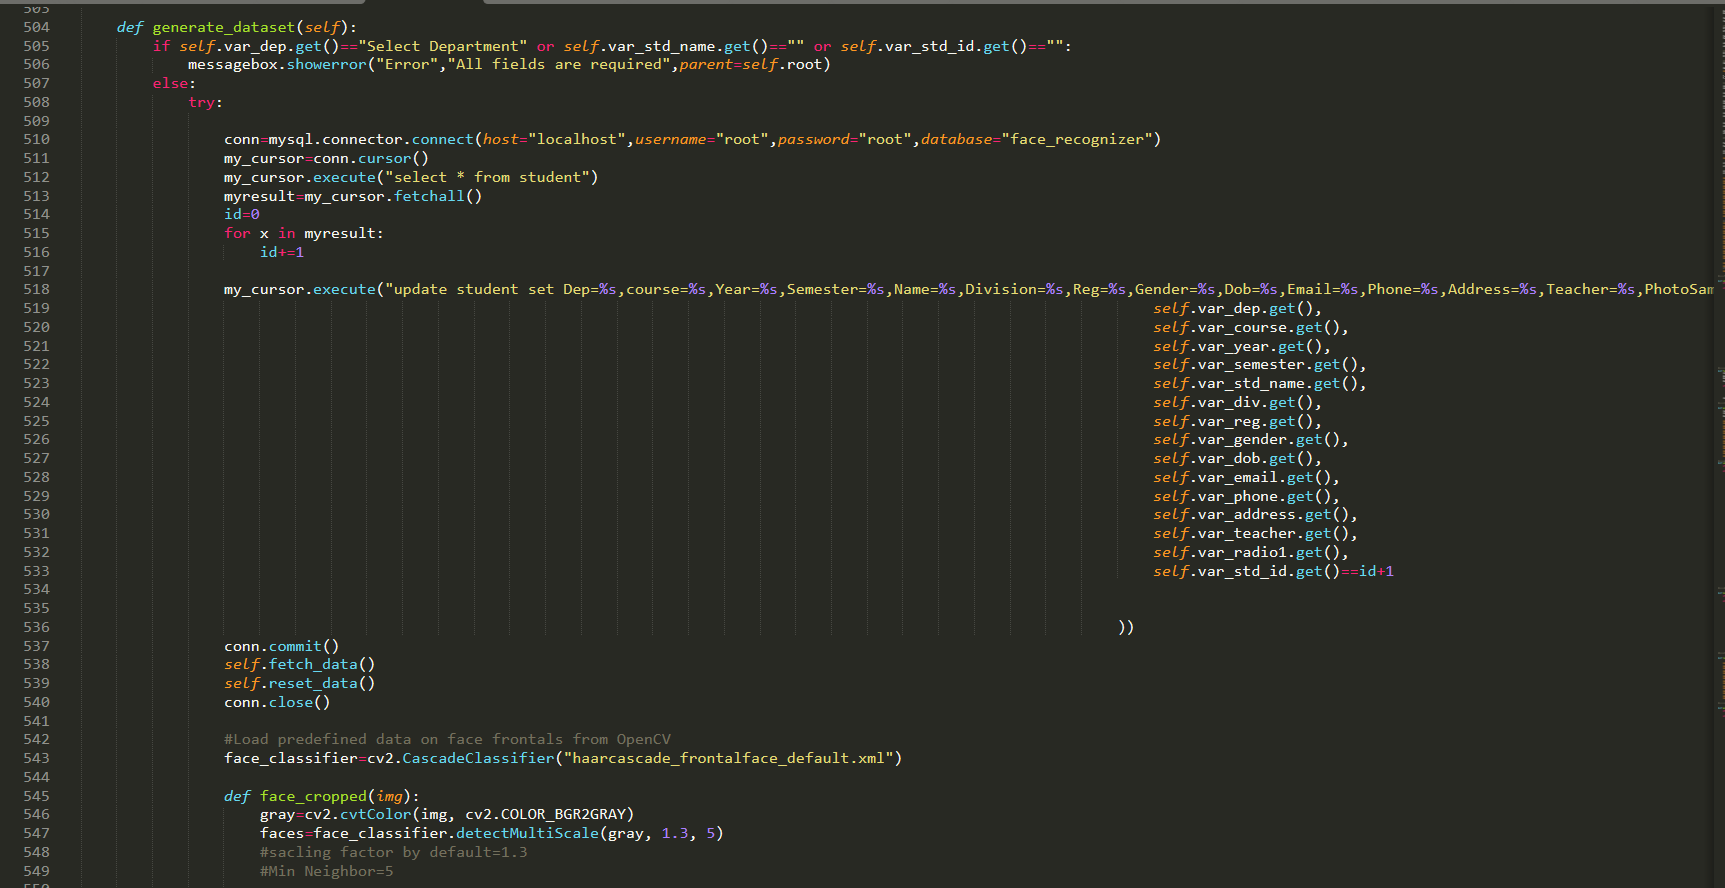 503
504 def generate_dataset(self):
505 if self.var_dep.get()=="Select Department" or self.var_std_name.get()=="" or self.var_std_id.get()=="":
506 messagebox.showerror("Error","All fields are required",parent=self.root)
507 else:
508 try:
509
510 conn=mysql.connector.connect(host="localhost",username="root",password="root",database="face_recognizer")
511 my_cursor=conn.cursor()
512 my_cursor.execute("select * from student")
513 myresult=my_cursor.fetchall()
514 id=0
515 for x in myresult:
516 id+=1
517
518 my_cursor.execute("update student set Dep=%s,course=%s,Year=%s,Semester=%s,Name=%s,Division=%s,Reg=%s,Gender=%s,Dob=%s,Email=%s,Phone=%s,Address=%s,Teacher=%s,PhotoSam
519 self.var_dep.get(),
520 self.var_course.get(),
521 self.var_year.get(),
522 self.var_semester.get(),
523 self.var_std_name.get(),
524 self.var_div.get(),
525 self.var_reg.get(),
526 self.var_gender.get(),
527 self.var_dob.get(),
528 self.var_email.get(),
529 self.var_phone.get(),
530 self.var_address.get(),
531 self.var_teacher.get(),
532 self.var_radio1.get(),
533 self.var_std_id.get()==id+1
534
535
536 ))
537 conn.commit()
538 self.fetch_data()
539 self.reset_data()
540 conn.close()
541
542 #Load predefined data on face frontals from OpenCV
543 face_classifier=cv2.CascadeClassifier("haarcascade_frontalface_default.xml")
544
545 def face_cropped(img):
546 gray=cv2.cvtColor(img, cv2.COLOR_BGR2GRAY)
547 faces=face_classifier.detectMultiScale(gray, 1.3, 5)
548 #sacling factor by default=1.3
549 #Min Neighbor=5
550